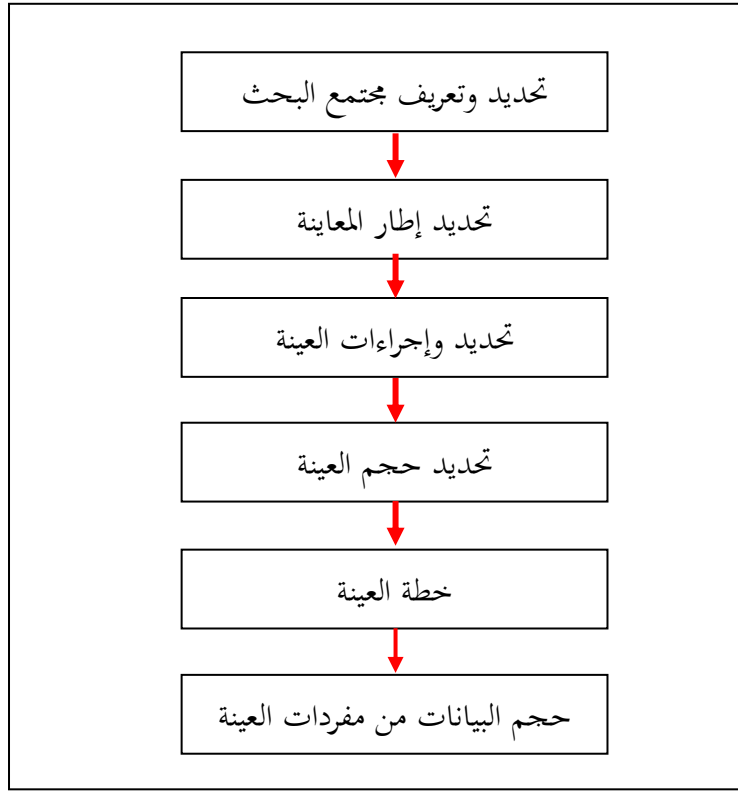 تحديد وتعريف مجتمع البحث
تحديد إطار المعاينة
تحديد وإجراءات العينة
تحديد حجم العينة
خطة العينة
حجم البيانات من مفردات العينة